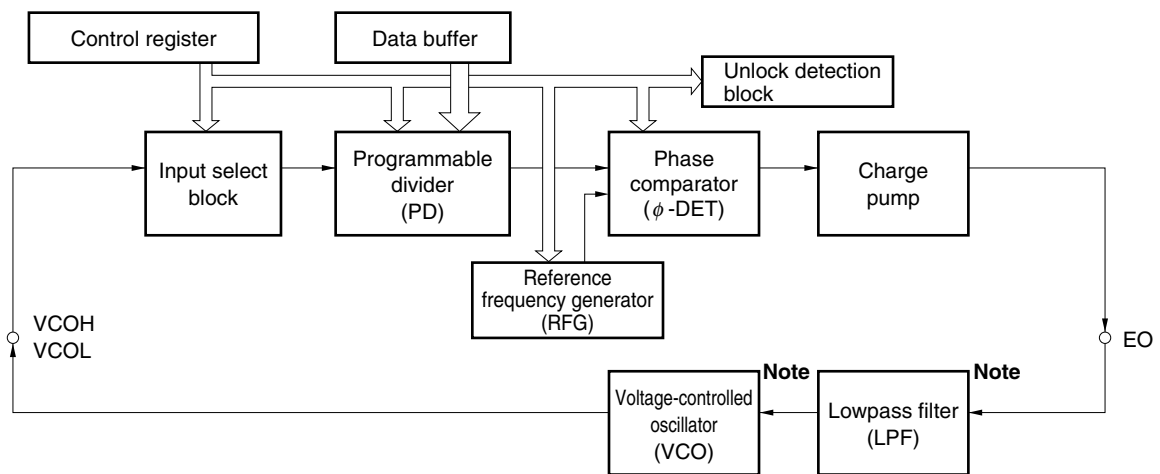 Control register
Data buffer
Unlock detection
block
Input select
block
Programmable
divider
(PD)
Phase
comparator
(ϕ-DET)
Charge
pump
Reference
frequency generator
(RFG)
VCOH
VCOL
EO
Note
Note
Voltage-controlled
oscillator
(VCO)
Lowpass filter
(LPF)